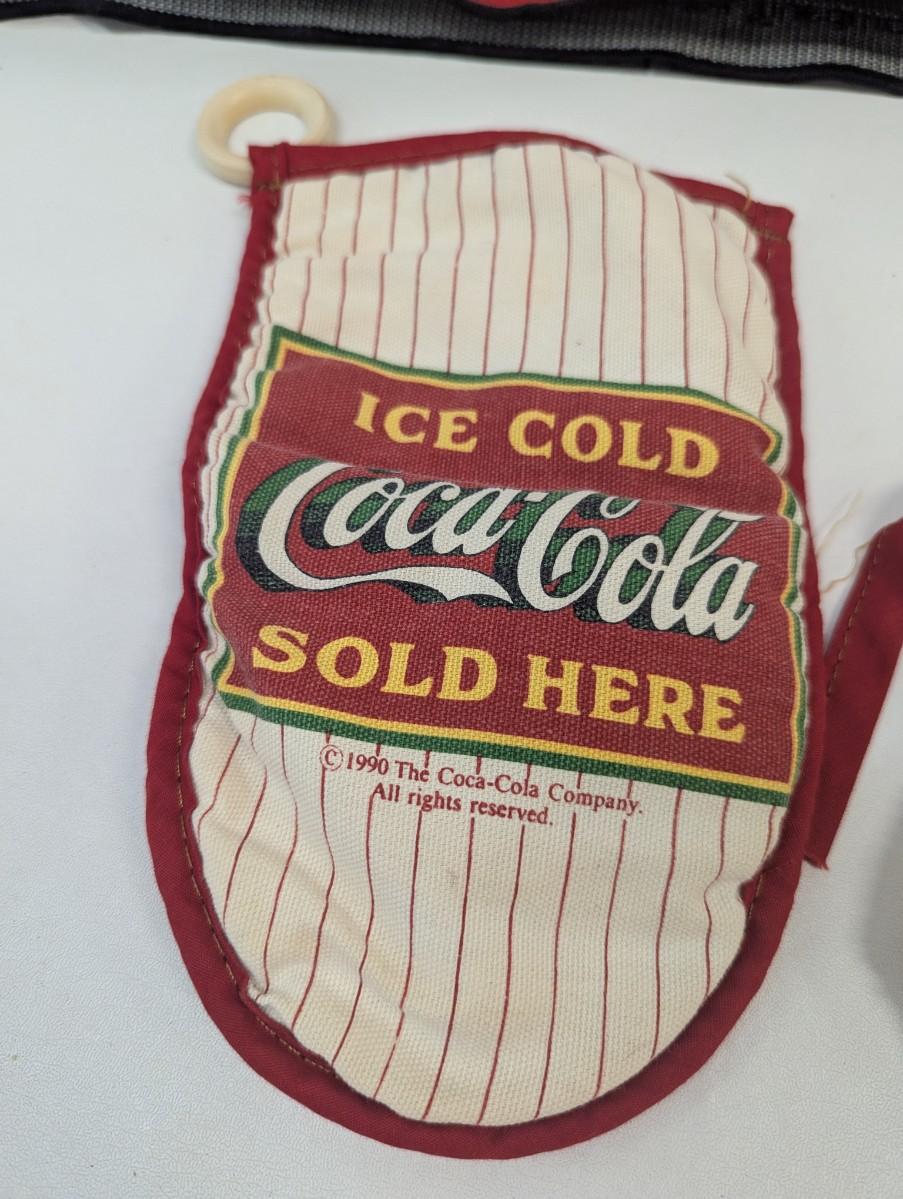 ICE COLD
Coca-Cola
SOLD HERE
©1990 The Coca-Cola Company.
All rights reserved.